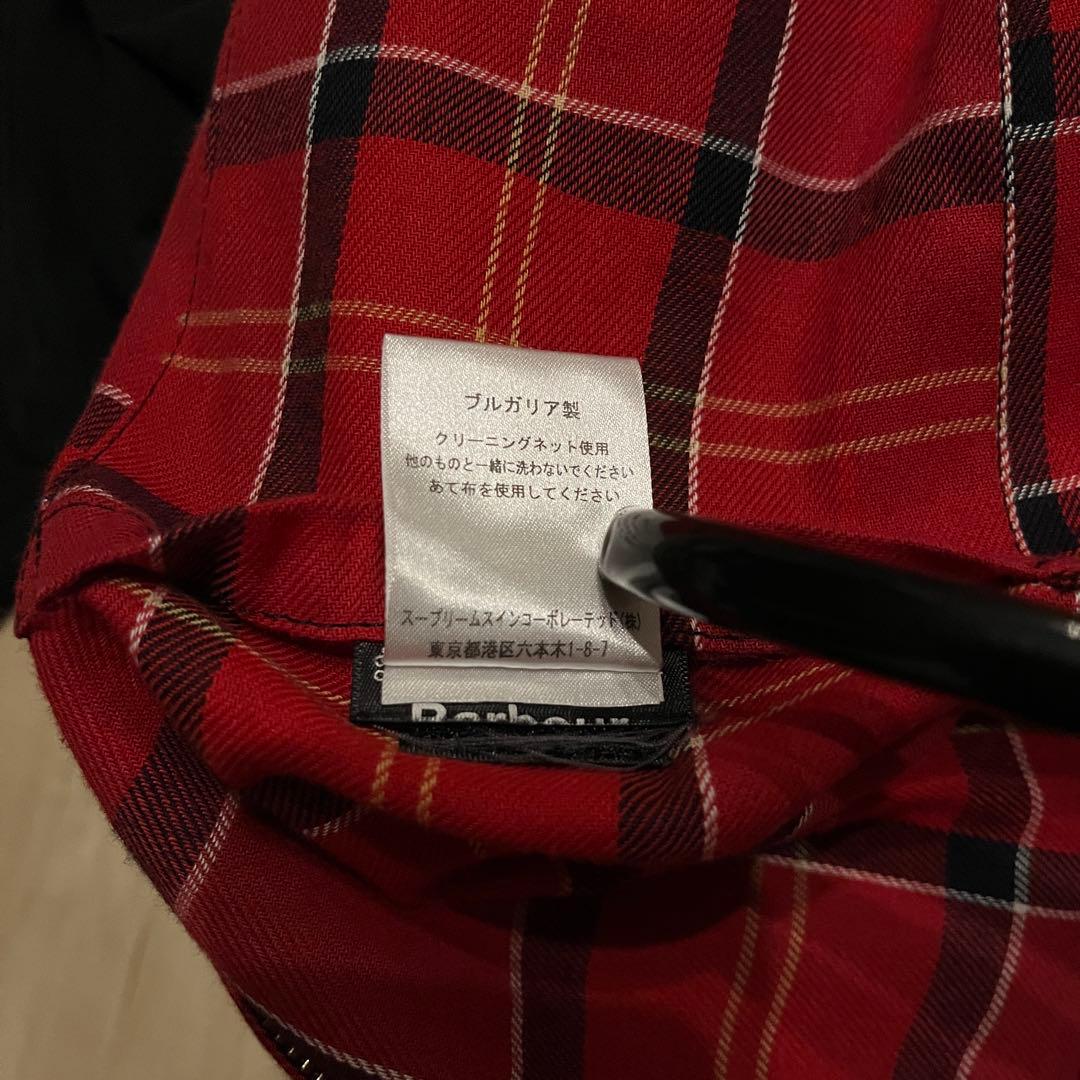 ブルガリア製
クリーニングネット使用
他のものと一緒に洗わないでください
あて布を使用してください
スープリームスインコーポレーテッド(株)
東京都港区六本木1-8-7
Barbour